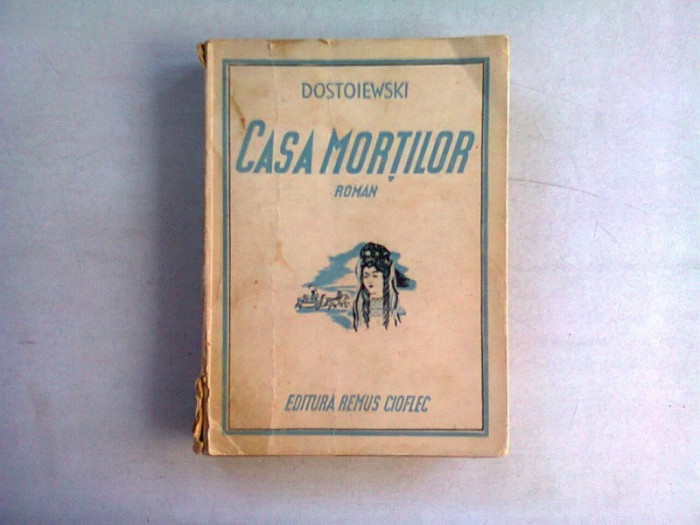 DOSTOIEWSKI
CASA MORȚILOR
ROMAN
EDITURA REMUS CIOFLEC